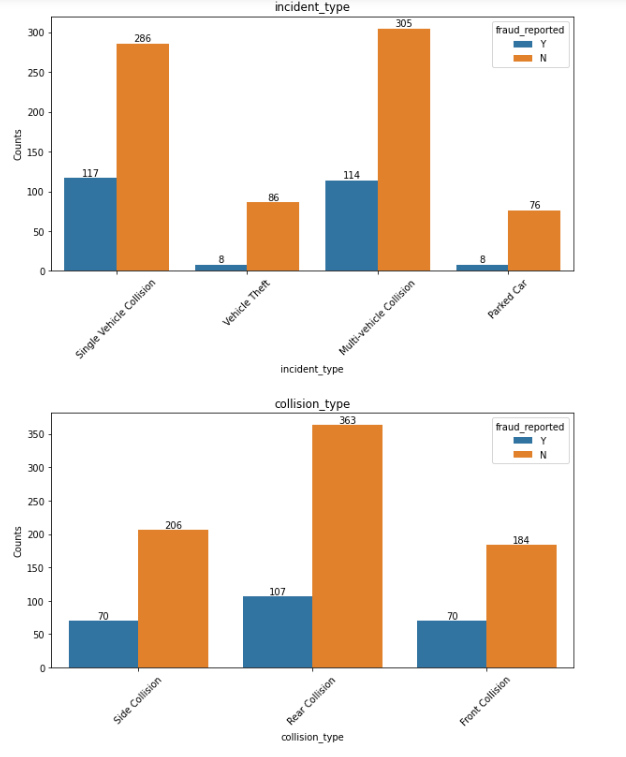 incident_type
fraud_reported
Y
N
Counts
300
250
200
150
100
50
0
117
286
8
86
114
305
8
76
Single Vehicle Collision
Vehicle Theft
Multi-vehicle Collision
Parked Car
incident_type
collision_type
fraud_reported
Y
N
Counts
350
300
250
200
150
100
50
0
70
206
107
363
70
184
Side Collision
Rear Collision
Front Collision
collision_type